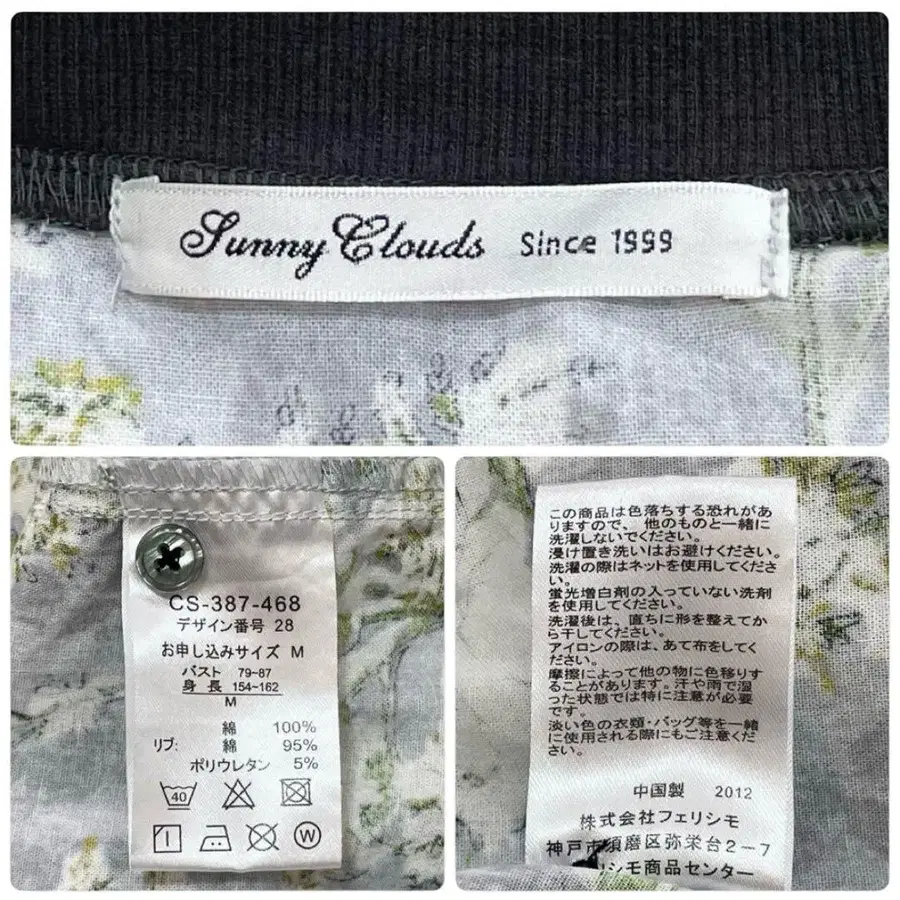 Sunny Clouds Since 1999
CS-387-468
デザイン番号 28
お申し込みサイズ M
バスト 79~87
身長 154~162
M
綿 100%
リブ: 綿 95%
ポリウレタン 5%
40
W
この商品は色落ちする恐れがあ
りますので、他のものと一緒に
洗濯しないでください。
浸け置き洗いはお避けください。
洗濯の際はネットを使用してくださ
い。
蛍光増白剤の入っていない洗剤
を使用してください。
洗濯後は、直ちに形を整えてか
ら干してください。
アイロンの際は、あて布をしてく
ださい。
摩擦によって他の物に色移りす
ることがあります。汗や雨で湿
った状態では特に注意が必要
です。
淡い色の衣類・バッグ等を一緒
に使用される際にもご注意くだ
さい。
中国製 2012
株式会社フェリシモ
神戸市須磨区弥栄台2-7
リシモ商品センター